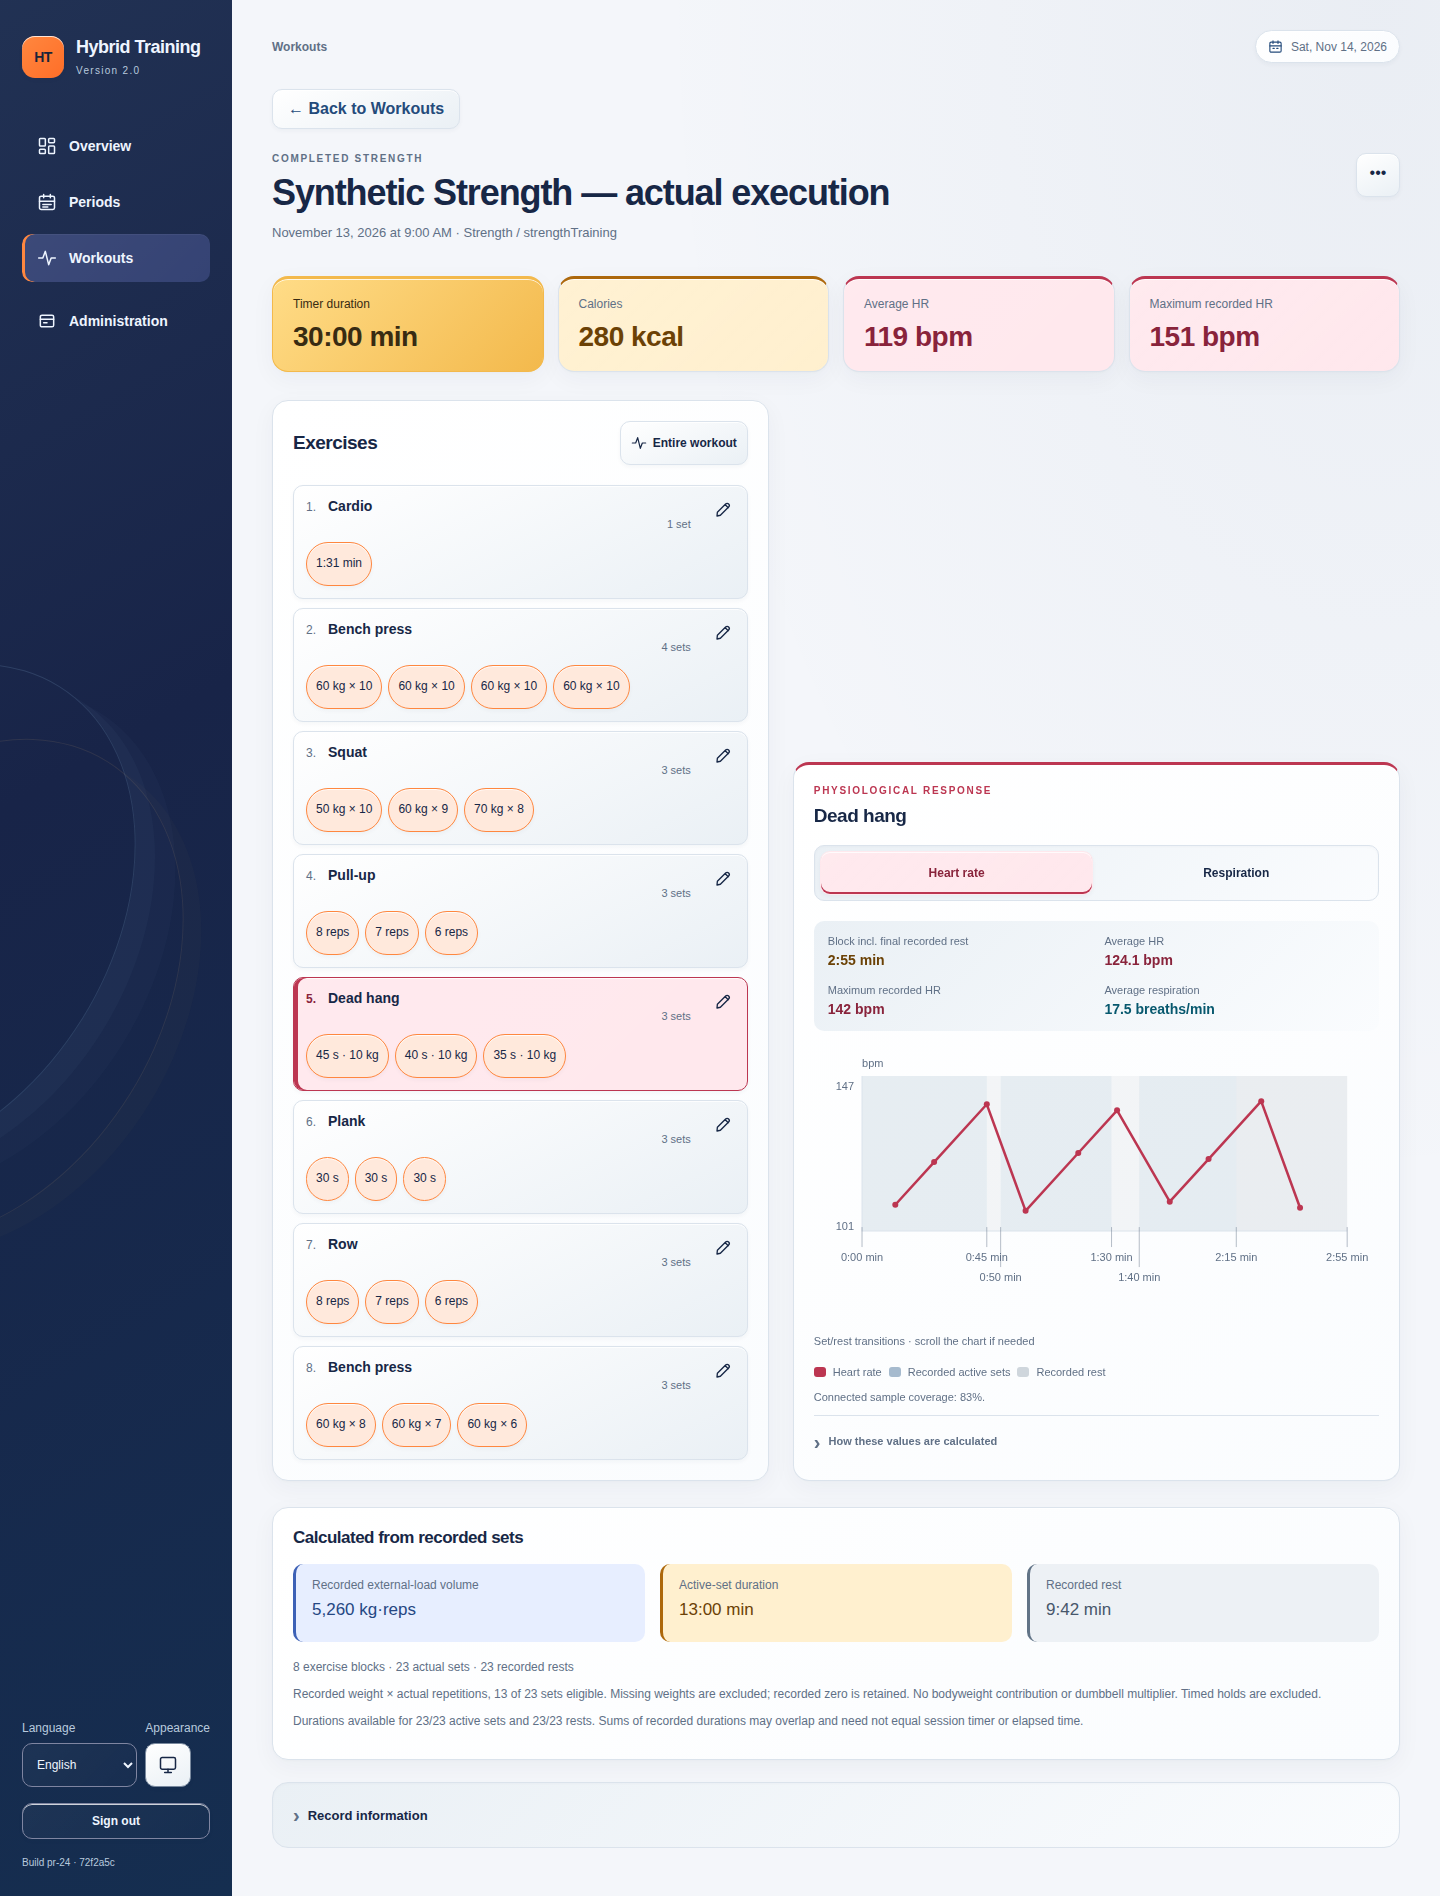 HT
Hybrid Training
Version 2.0
Overview
Periods
Workouts
Administration
Language
Appearance
English
Sign out
Build pr-24 · 72f2a5c
Workouts
Sat, Nov 14, 2026
← Back to Workouts
COMPLETED STRENGTH
Synthetic Strength — actual execution
•••
November 13, 2026 at 9:00 AM · Strength / strengthTraining
Timer duration
30:00 min
Calories
280 kcal
Average HR
119 bpm
Maximum recorded HR
151 bpm
Exercises
Entire workout
1. Cardio
1 set
1:31 min
2. Bench press
4 sets
60 kg × 10 60 kg × 10 60 kg × 10 60 kg × 10
3. Squat
3 sets
50 kg × 10 60 kg × 9 70 kg × 8
4. Pull-up
3 sets
8 reps 7 reps 6 reps
5. Dead hang
3 sets
45 s · 10 kg 40 s · 10 kg 35 s · 10 kg
6. Plank
3 sets
30 s 30 s 30 s
7. Row
3 sets
8 reps 7 reps 6 reps
8. Bench press
3 sets
60 kg × 8 60 kg × 7 60 kg × 6
PHYSIOLOGICAL RESPONSE
Dead hang
Heart rate Respiration
Block incl. final recorded rest
2:55 min
Average HR
124.1 bpm
Maximum recorded HR
142 bpm
Average respiration
17.5 breaths/min
bpm
147
101
0:00 min 0:45 min 1:30 min 2:15 min 2:55 min
0:50 min 1:40 min
Set/rest transitions · scroll the chart if needed
Heart rate Recorded active sets Recorded rest
Connected sample coverage: 83%.
› How these values are calculated
Calculated from recorded sets
Recorded external-load volume
5,260 kg·reps
Active-set duration
13:00 min
Recorded rest
9:42 min
8 exercise blocks · 23 actual sets · 23 recorded rests
Recorded weight × actual repetitions, 13 of 23 sets eligible. Missing weights are excluded; recorded zero is retained. No bodyweight contribution or dumbbell multiplier. Timed holds are excluded.
Durations available for 23/23 active sets and 23/23 rests. Sums of recorded durations may overlap and need not equal session timer or elapsed time.
› Record information